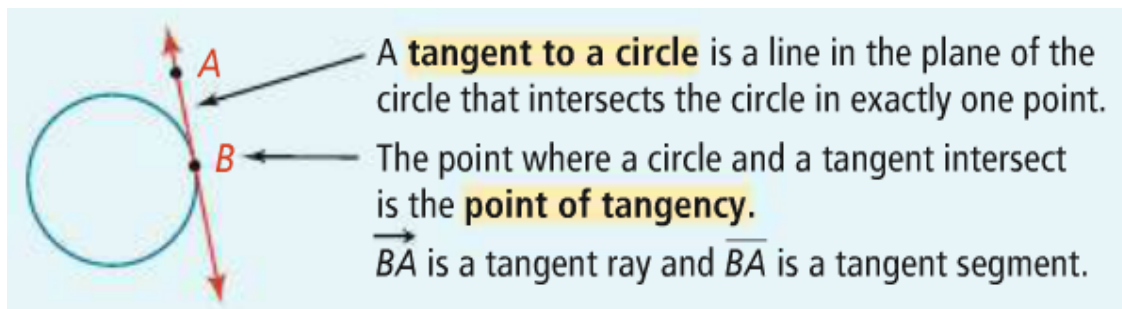 A
A tangent to a circle is a line in the plane of the
circle that intersects the circle in exactly one point.
B
The point where a circle and a tangent intersect
is the point of tangency.
BA is a tangent ray and BA is a tangent segment.